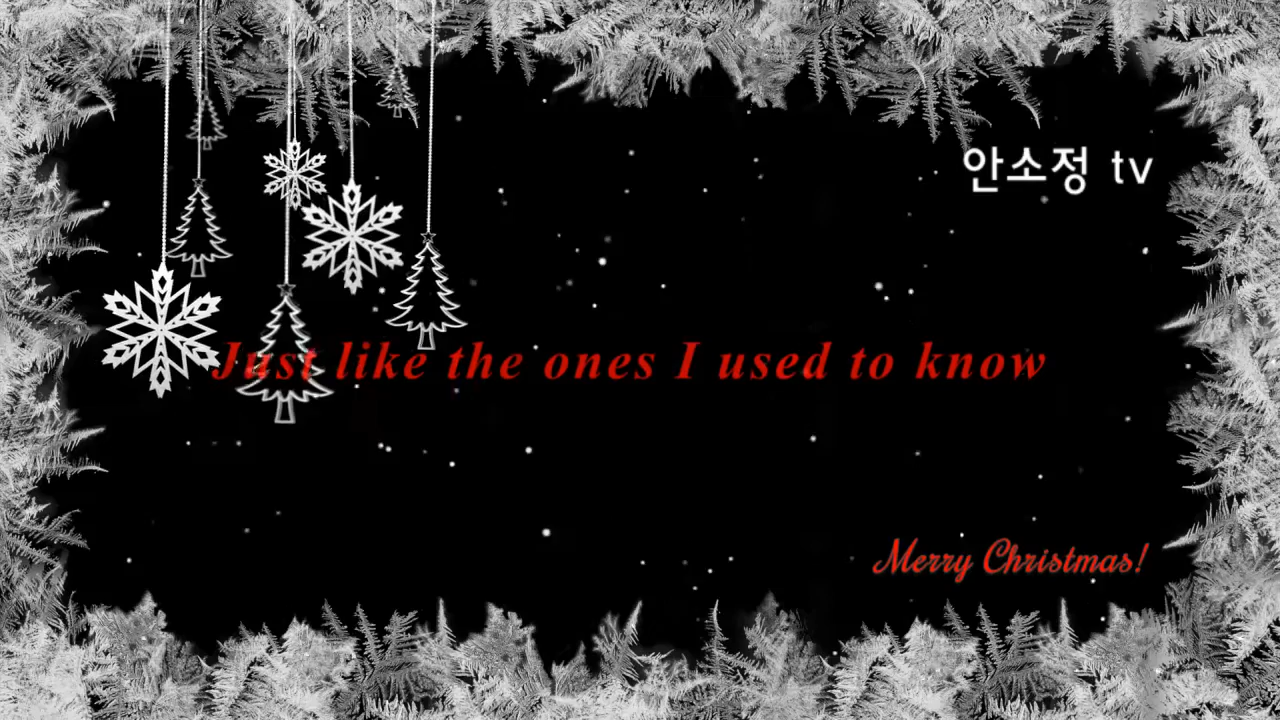 안소정 tv
Just like the ones I used to know
Merry Christmas!